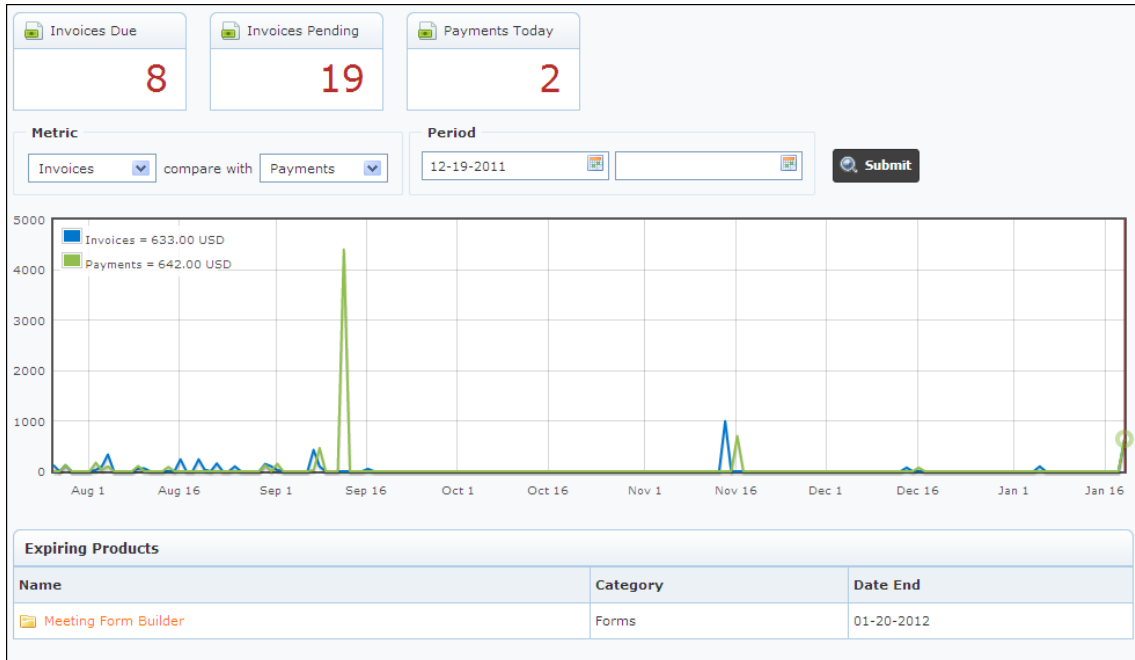 Invoices Due Invoices Pending Payments Today
8 19 2
Metric Period
Invoices compare with Payments 12-19-2011 Submit
5000
Invoices = 633.00 USD
Payments = 642.00 USD
4000
3000
2000
1000
0
Aug 1 Aug 16 Sep 1 Sep 16 Oct 1 Oct 16 Nov 1 Nov 16 Dec 1 Dec 16 Jan 1 Jan 16
Expiring Products
Name Category Date End
Meeting Form Builder Forms 01-20-2012